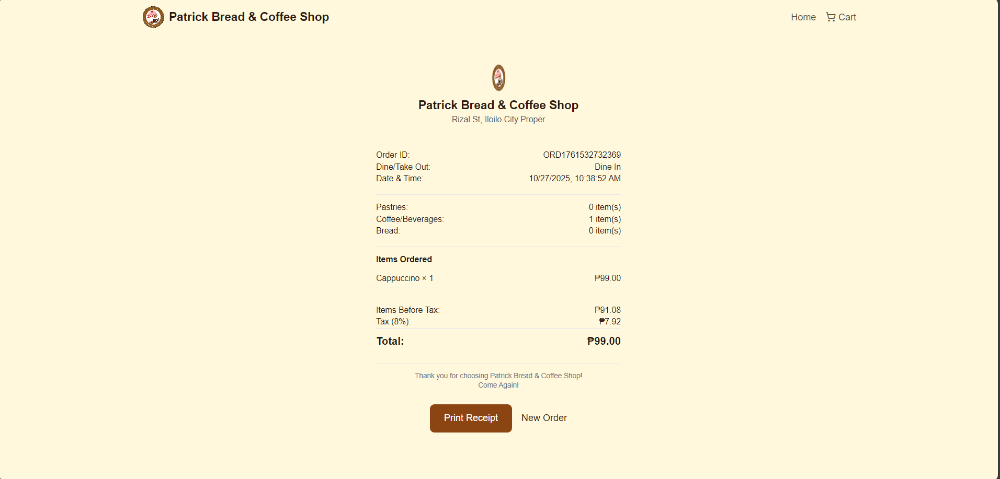 Patrick Bread & Coffee Shop
Home
Cart
Patrick Bread & Coffee Shop
Rizal St, Iloilo City Proper
Order ID: ORD1761532732369
Dine/Take Out: Dine In
Date & Time: 10/27/2025, 10:38:52 AM
Pastries: 0 item(s)
Coffee/Beverages: 1 item(s)
Bread: 0 item(s)
Items Ordered
Cappuccino × 1 ₱99.00
Items Before Tax: ₱91.08
Tax (8%): ₱7.92
Total: ₱99.00
Thank you for choosing Patrick Bread & Coffee Shop!
Come Again!
Print Receipt
New Order